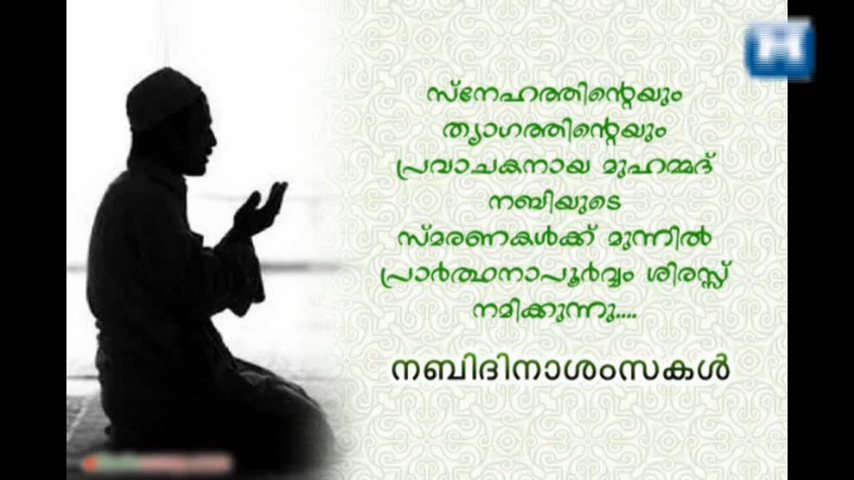 സ്നേഹത്തിന്റെയും
ത്യാഗത്തിന്റെയും
പ്രവാചകനായ മുഹമ്മദ്
നബിയുടെ
സ്മരണകൾക്ക് മുന്നിൽ
പ്രാർത്ഥനാപൂർവ്വം ശിരസ്സ്
നമിക്കുന്നു....
നബിദിനാശംസകൾ